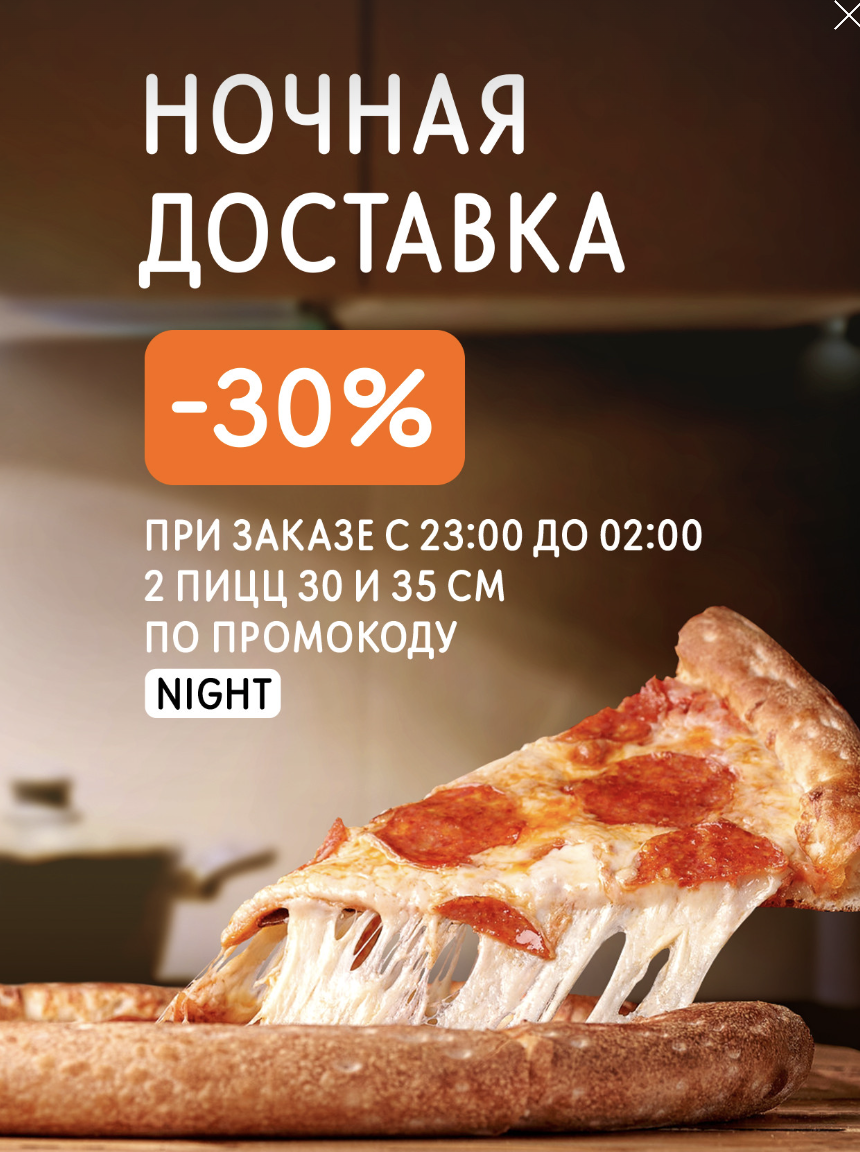 НОЧНАЯ
ДОСТАВКА
-30%
ПРИ ЗАКАЗЕ С 23:00 ДО 02:00
2 ПИЦЦ 30 И 35 СМ
ПО ПРОМОКОДУ
NIGHT